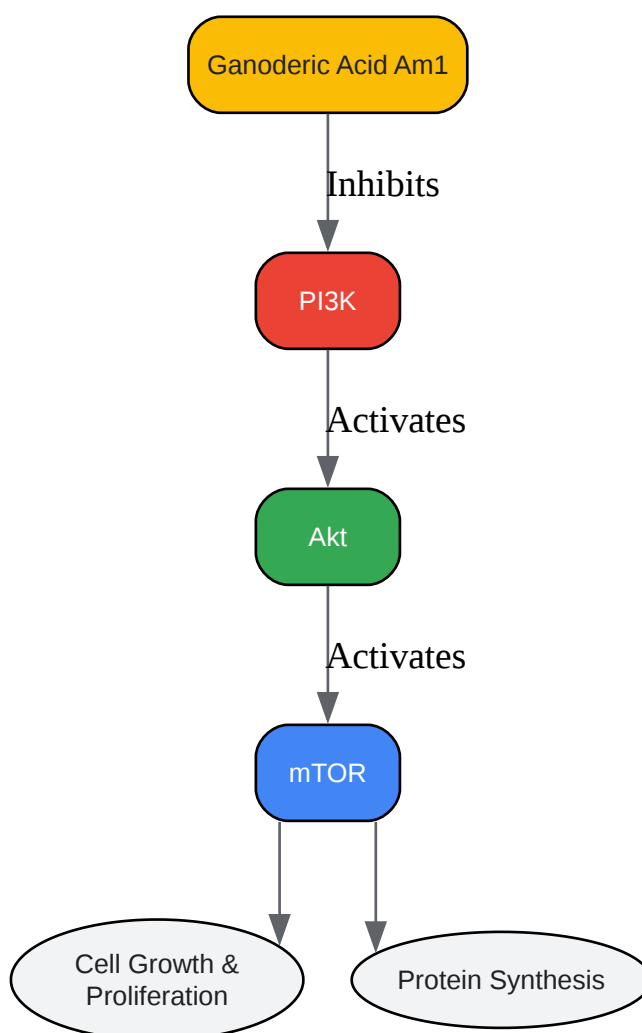 Ganoderic Acid Am1
Inhibits
PI3K
Activates
Akt
Activates
mTOR
Cell Growth &
Proliferation
Protein Synthesis